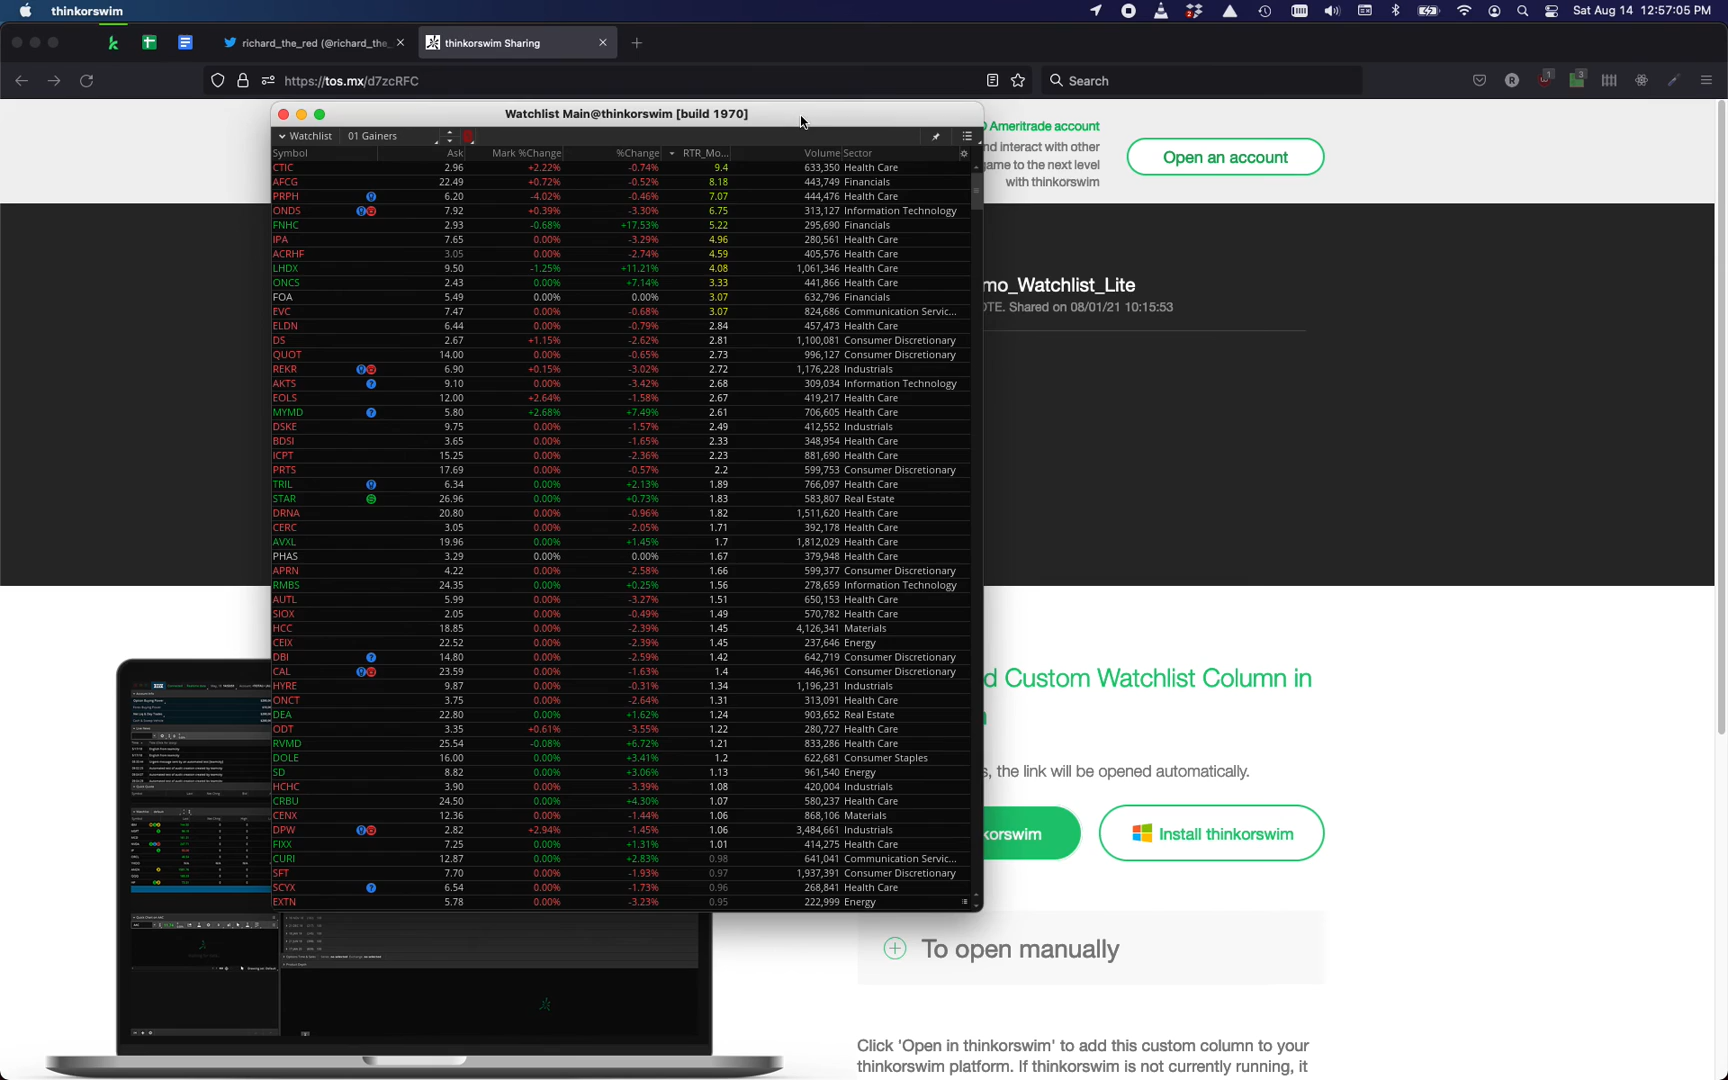 thinkorswim
Sat Aug 14 12:57:05 PM
richard_the_red (@richard_the_
thinkorswim Sharing
https://tos.mx/d7zcRFC
Search
Watchlist Main@thinkorswim [build 1970]
Watchlist 01 Gainers
Symbol Ask Mark %Change %Change RTR_Mo... Volume Sector
CTIC 2.96 +2.22% -0.74% 9.4 633,350 Health Care
AFCG 22.49 +0.72% -0.52% 8.18 443,749 Financials
PRPH 6.20 -4.02% -0.46% 7.07 444,476 Health Care
ONDS 7.92 +0.39% -3.30% 6.75 313,127 Information Technology
FNHC 2.93 -0.68% +17.53% 5.22 295,690 Financials
IPA 7.65 0.00% -3.29% 4.96 280,561 Health Care
ACRHF 3.05 0.00% -2.74% 4.59 405,576 Health Care
LHDX 9.50 -1.25% +11.21% 4.08 1,061,346 Health Care
ONCS 2.43 0.00% +7.14% 3.33 441,866 Health Care
FOA 5.49 0.00% 0.00% 3.07 632,796 Financials
EVC 7.47 0.00% -0.68% 3.07 824,686 Communication Servic...
ELDN 6.44 0.00% -0.79% 2.84 457,473 Health Care
DS 2.67 +1.15% -2.62% 2.81 1,100,081 Consumer Discretionary
QUOT 14.00 0.00% -0.65% 2.73 996,127 Consumer Discretionary
REKR 6.90 +0.15% -3.02% 2.72 1,176,228 Industrials
AKTS 9.10 0.00% -3.42% 2.68 309,034 Information Technology
EOLS 12.00 +2.64% -1.58% 2.67 419,217 Health Care
MYMD 5.80 +2.68% +7.49% 2.61 706,605 Health Care
DSKE 9.75 0.00% -1.57% 2.49 412,552 Industrials
BDSI 3.65 0.00% -1.65% 2.33 348,954 Health Care
ICPT 15.25 0.00% -2.36% 2.23 881,690 Health Care
PRTS 17.69 0.00% -0.57% 2.2 599,753 Consumer Discretionary
TRIL 6.34 0.00% +2.13% 1.89 766,097 Health Care
STAR 26.96 0.00% +0.73% 1.83 583,807 Real Estate
DRNA 20.80 0.00% -0.96% 1.82 1,511,620 Health Care
CERC 3.05 0.00% -2.05% 1.71 392,178 Health Care
AVXL 19.96 0.00% +1.45% 1.7 1,812,029 Health Care
PHAS 3.29 0.00% 0.00% 1.67 379,948 Health Care
APRN 4.22 0.00% -2.58% 1.66 599,377 Consumer Discretionary
RMBS 24.35 0.00% +0.25% 1.56 278,659 Information Technology
AUTL 5.99 0.00% -3.27% 1.51 650,153 Health Care
SIOX 2.05 0.00% -0.49% 1.49 570,782 Health Care
HCC 18.85 0.00% -2.39% 1.45 4,126,341 Materials
CEIX 22.52 0.00% -2.39% 1.45 237,646 Energy
DBI 14.80 0.00% -2.59% 1.42 642,719 Consumer Discretionary
CAL 23.59 0.00% -1.63% 1.4 446,961 Consumer Discretionary
HYRE 9.87 0.00% -0.31% 1.34 1,196,231 Industrials
ONCT 3.75 0.00% -2.64% 1.31 313,091 Health Care
DEA 22.80 0.00% +1.62% 1.24 903,652 Real Estate
ODT 3.35 +0.61% -3.55% 1.22 280,727 Health Care
RVMD 25.54 -0.08% +6.72% 1.21 833,286 Health Care
DOLE 16.00 0.00% +3.41% 1.2 622,681 Consumer Staples
SD 8.82 0.00% +3.06% 1.13 961,540 Energy
HCHC 3.90 0.00% -3.39% 1.08 420,004 Industrials
CRBU 24.50 0.00% +4.30% 1.07 580,237 Health Care
CENX 12.36 0.00% -1.44% 1.06 868,106 Materials
DPW 2.82 +2.94% -1.45% 1.06 3,484,661 Industrials
FIXX 7.25 0.00% +1.31% 1.01 414,275 Health Care
CURI 12.87 0.00% +2.83% 0.98 641,041 Communication Servic...
SFT 7.70 0.00% -1.93% 0.97 1,937,391 Consumer Discretionary
SCYX 6.54 0.00% -1.73% 0.96 268,841 Health Care
EXTN 5.78 0.00% -3.23% 0.95 222,999 Energy
Ameritrade account
nd interact with other
ame to the next level
with thinkorswim
Open an account
mo_Watchlist_Lite
OTE. Shared on 08/01/21 10:15:53
d Custom Watchlist Column in
s, the link will be opened automatically.
korswim
Install thinkorswim
To open manually
Click 'Open in thinkorswim' to add this custom column to your
thinkorswim platform. If thinkorswim is not currently running, it